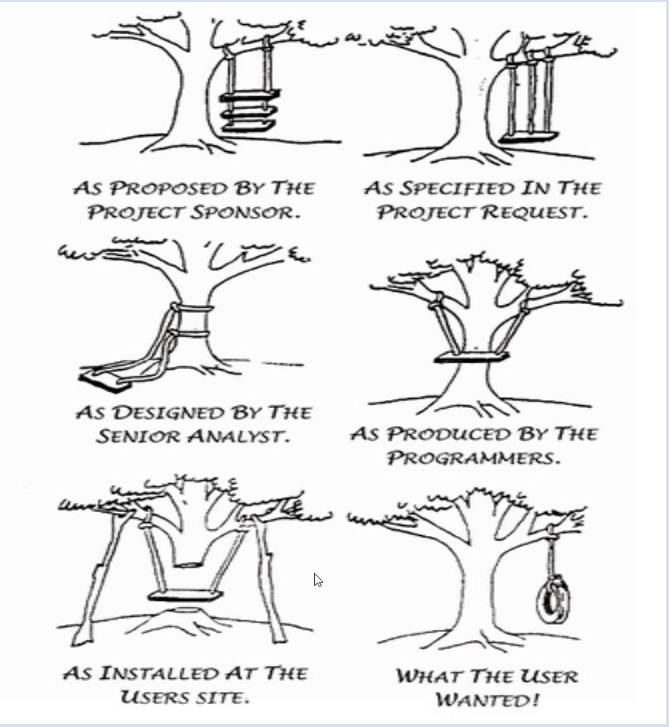 AS PROPOSED BY THE
PROJECT SPONSOR.
AS SPECIFIED IN THE
PROJECT REQUEST.
AS DESIGNED BY THE
SENIOR ANALYST.
AS PRODUCED BY THE
PROGRAMMERS.
AS INSTALLED AT THE
USERS SITE.
WHAT THE USER
WANTED!